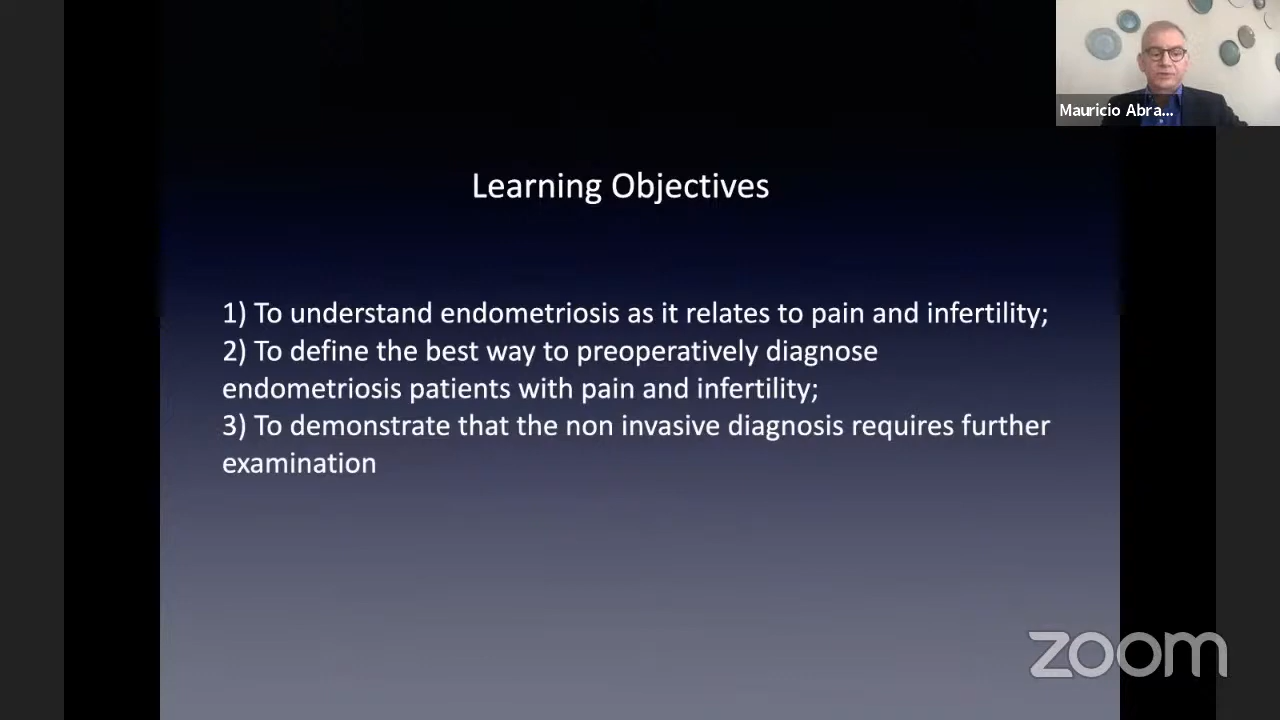 Mauricio Abra...
Learning Objectives
1) To understand endometriosis as it relates to pain and infertility;
2) To define the best way to preoperatively diagnose
endometriosis patients with pain and infertility;
3) To demonstrate that the non invasive diagnosis requires further
examination
zoom